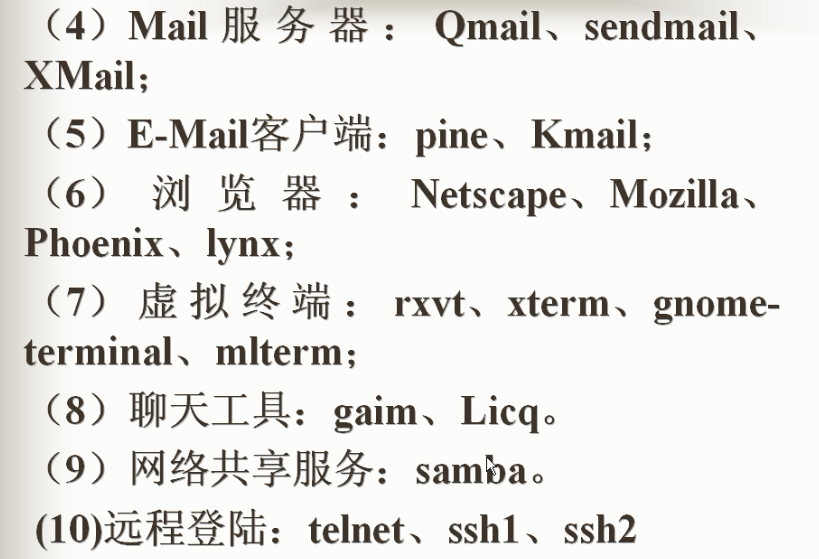 （4）Mail 服 务 器 ： Qmail、sendmail、
XMail；
（5）E-Mail客户端：pine、Kmail；
（6） 浏 览 器 ： Netscape、Mozilla、
Phoenix、lynx；
（7） 虚 拟 终 端 ： rxvt、xterm、gnome-
terminal、mlterm；
（8）聊天工具：gaim、Licq。
（9）网络共享服务：samba。
(10)远程登陆：telnet、ssh1、ssh2